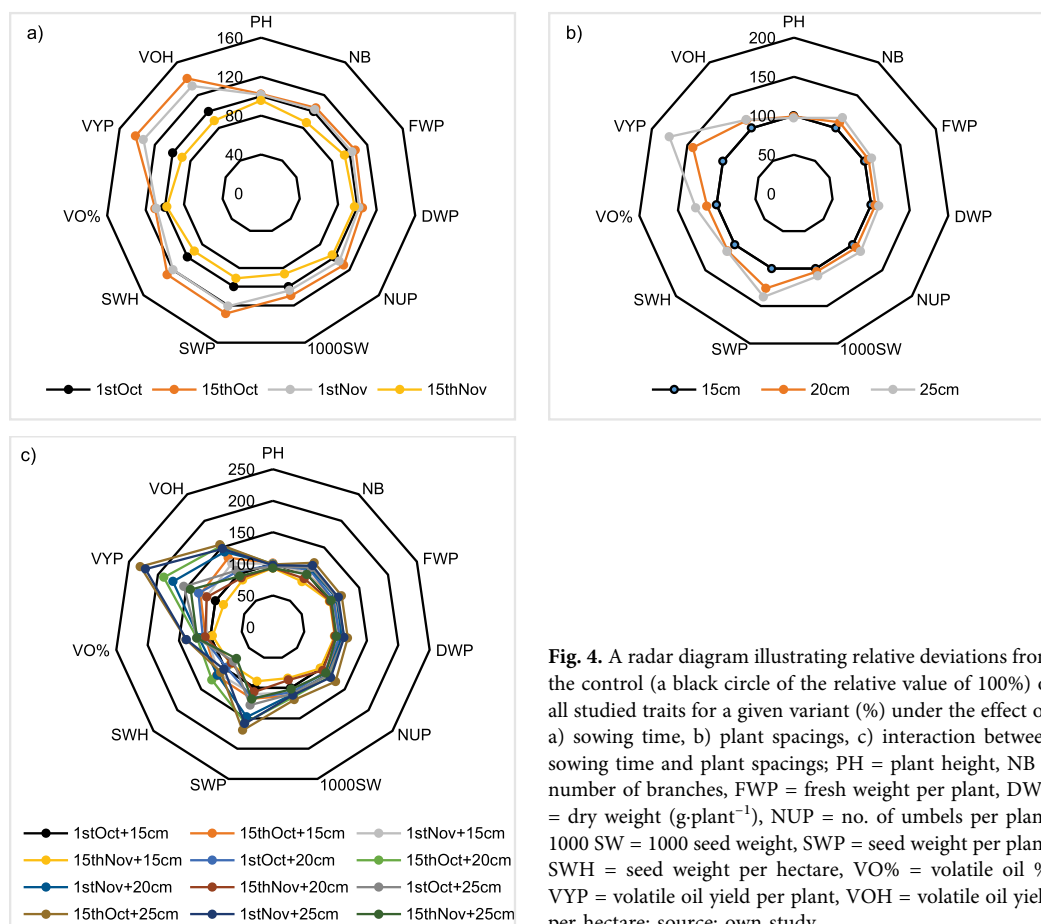 a)
PH
NB
FWP
DWP
NUP
1000SW
SWP
SWH
VO%
VYP
VOH
160
120
80
40
0
1stOct 15thOct 1stNov 15thNov
b)
PH
NB
FWP
DWP
NUP
1000SW
SWP
SWH
VO%
VYP
VOH
200
150
100
50
0
15cm 20cm 25cm
c)
PH
NB
FWP
DWP
NUP
1000SW
SWP
SWH
VO%
VYP
VOH
250
200
150
100
50
0
1stOct+15cm 15thOct+15cm 1stNov+15cm
15thNov+15cm 1stOct+20cm 15thOct+20cm
1stNov+20cm 15thNov+20cm 1stOct+25cm
15thOct+25cm 1stNov+25cm 15thNov+25cm
Fig. 4. A radar diagram illustrating relative deviations from
the control (a black circle of the relative value of 100%)
all studied traits for a given variant (%) under the effect
a) sowing time, b) plant spacings, c) interaction between
sowing time and plant spacings; PH = plant height, NB
number of branches, FWP = fresh weight per plant,
= dry weight (g·plant⁻¹), NUP = no. of umbels per
1000 SW = 1000 seed weight, SWP = seed weight per
SWH = seed weight per hectare, VO% = volatile oil
VYP = volatile oil yield per plant, VOH = volatile oil
per hectare; source: own study